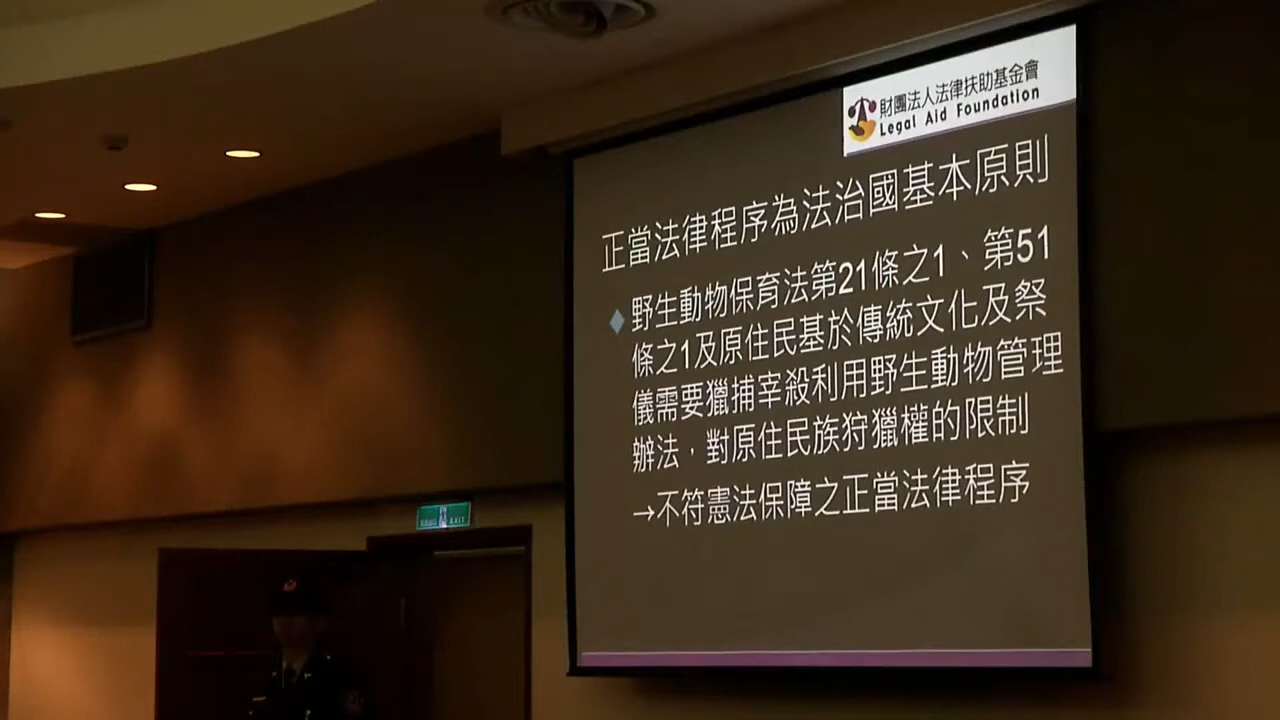 財團法人法律扶助基金會
Legal Aid Foundation
正當法律程序為法治國基本原則
野生動物保育法第21條之1、第51
條之1及原住民基於傳統文化及祭
儀需要獵捕宰殺利用野生動物管理
辦法，對原住民族狩獵權的限制
→不符憲法保障之正當法律程序
EXIT